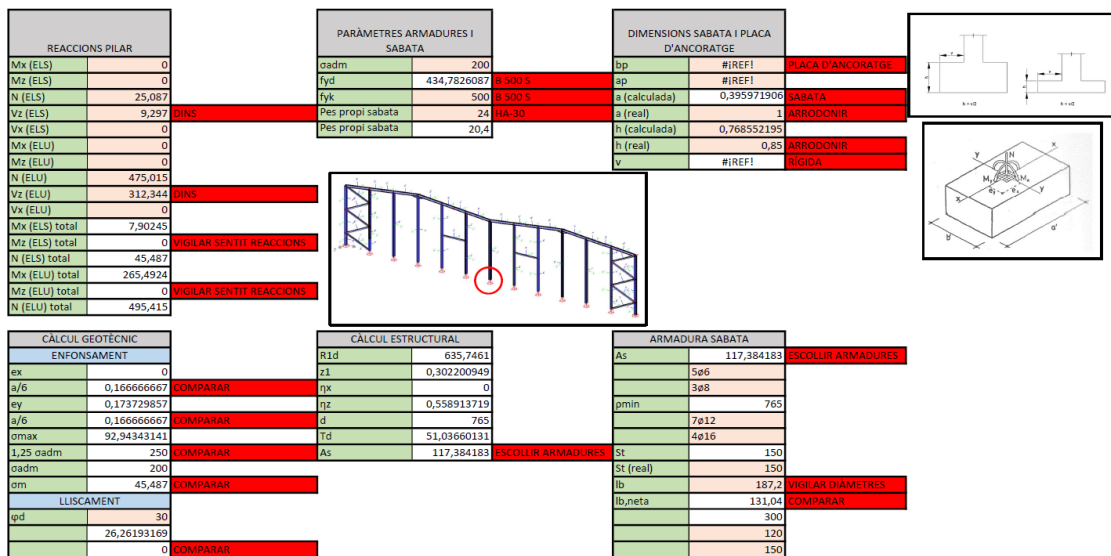 REACCIONS PILAR
Mx (ELS) 0
Mz (ELS) 0
N (ELS) 25,087
Vz (ELS) 9,297 DINS
Vx (ELS) 0
Mx (ELU) 0
Mz (ELU) 0
N (ELU) 475,015
Vz (ELU) 312,344 DINS
Vx (ELU) 0
Mx (ELS) total 7,90245
Mz (ELS) total 0 VIGILAR SENTIT REACCIONS
N (ELS) total 45,487
Mx (ELU) total 265,4924
Mz (ELU) total 0 VIGILAR SENTIT REACCIONS
N (ELU) total 495,415
PARÀMETRES ARMADURES I
SABATA
σadm 200
fyd 434,7826087 B 500 S
fyk 500 B 500 S
Pes propi sabata 24 HA-30
Pes propi sabata 20,4
DIMENSIONS SABATA I PLACA
D'ANCORATGE
bp #¡REF! PLACA D'ANCORATGE
ap #¡REF!
a (calculada) 0,395971906 SABATA
a (real) 1 ARRODONIR
h (calculada) 0,768552195
h (real) 0,85 ARRODONIR
v #¡REF! RÍGIDA
CÀLCUL GEOTÈCNIC
ENFONSAMENT
ex 0
a/6 0,166666667 COMPARAR
ey 0,173729857
a/6 0,166666667 COMPARAR
σmax 92,94343141
1,25 σadm 250 COMPARAR
σadm 200
σm 45,487 COMPARAR
LLISCAMENT
φd 30
26,26193169
0 COMPARAR
CÀLCUL ESTRUCTURAL
R1d 635,7461
z1 0,302200949
ηx 0
ηz 0,558913719
d 765
Td 51,03660131
As 117,384183 ESCOLLIR ARMADURES
ARMADURA SABATA
As 117,384183 ESCOLLIR ARMADURES
5ø6
3ø8
ρmin 765
7ø12
4ø16
St 150
St (real) 150
lb 187,2 VIGILAR DIÀMETRES
lb,neta 131,04 COMPARAR
300
120
150